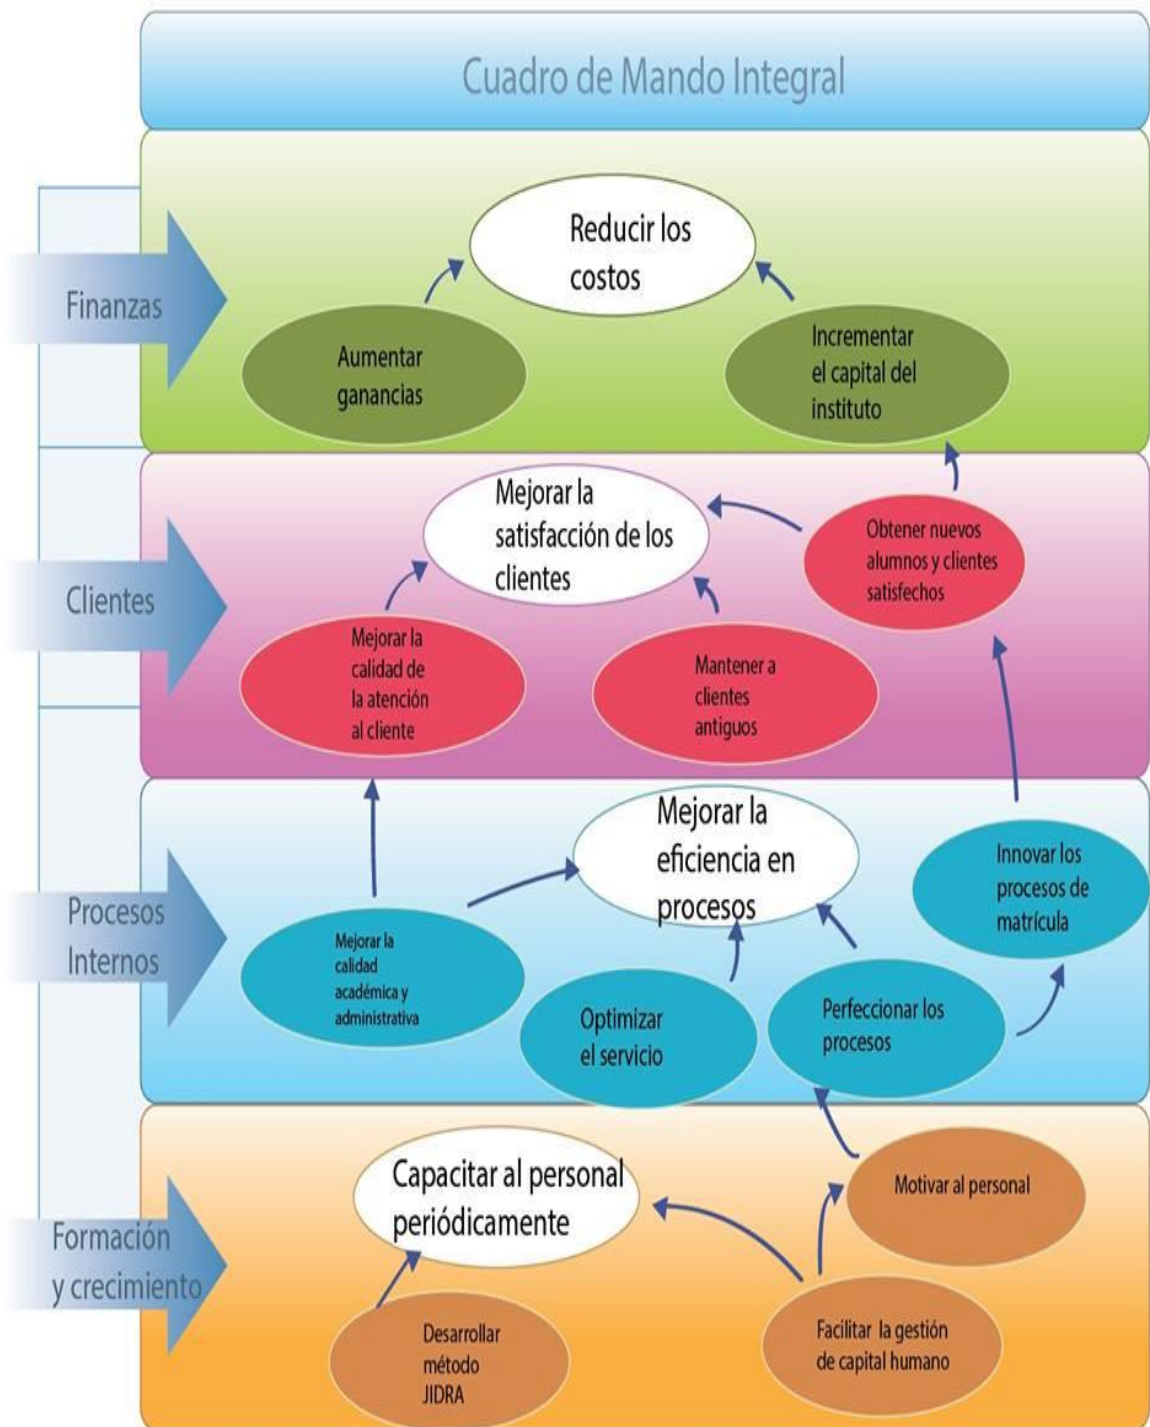 Cuadro de Mando Integral
Finanzas
Reducir los
costos
Aumentar
ganancias
Incrementar
el capital del
instituto
Clientes
Mejorar la
satisfacción de los
clientes
Obtener nuevos
alumnos y clientes
satisfechos
Mejorar la
calidad de
la atención
al cliente
Mantener a
clientes
antiguos
Procesos
Internos
Mejorar la
eficiencia en
procesos
Innovar los
procesos de
matrícula
Mejorar la
calidad
académica y
administrativa
Optimizar
el servicio
Perfeccionar los
procesos
Formación
y crecimiento
Capacitar al personal
periódicamente
Motivar al personal
Desarrollar
método
JIDRA
Facilitar la gestión
de capital humano